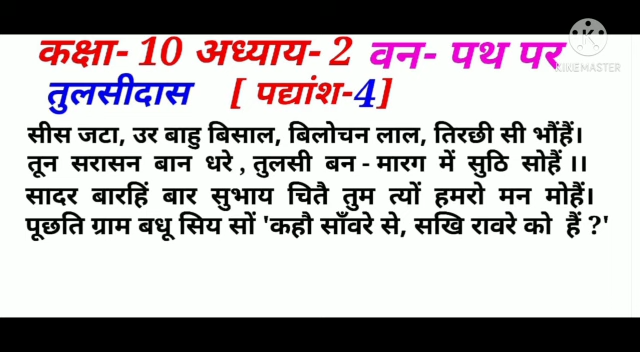 कक्षा- 10 अध्याय- 2 वन- पथ पर
KINEMASTER
तुलसीदास [ पद्यांश-4]
सीस जटा, उर बाहु बिसाल, बिलोचन लाल, तिरछी सी भौंहैं।
तून सरासन बान धरे , तुलसी बन - मारग में सुठि सोहैं ।।
सादर बारहिं बार सुभाय चितै तुम त्यों हमरो मन मोहैं।
पूछति ग्राम बधू सिय सों 'कहौ साँवरे से, सखि रावरे को हैं ?'